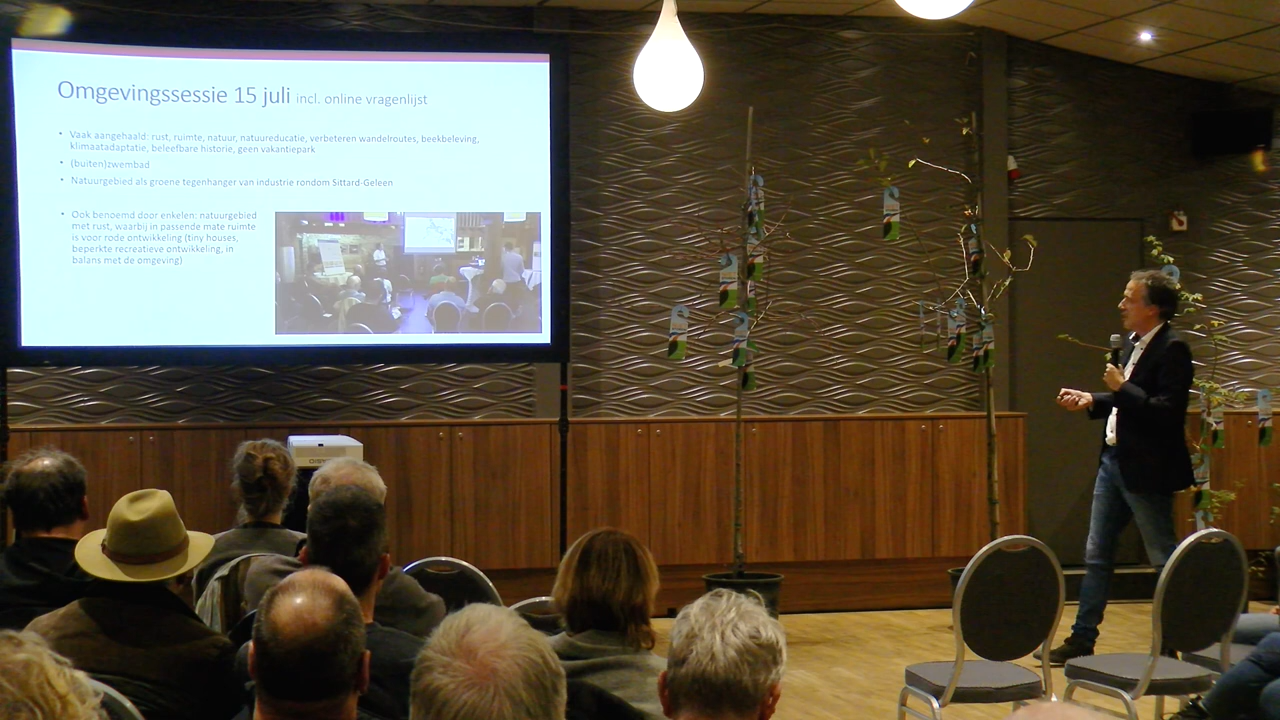 Omgevingssessie 15 juli incl. online vragenlijst
• Vaak aangehaald: rust, ruimte, natuur, natuureducatie, verbeteren wandelroutes, beekbeleving,
klimaatadaptatie, beleefbare historie, geen vakantiepark
• (buiten)zwembad
• Natuurgebied als groene tegenhanger van industrie rondom Sittard-Geleen
• Ook benoemd door enkelen: natuurgebied
met rust, waarbij in passende mate ruimte
is voor rode ontwikkeling (tiny houses,
beperkte recreatieve ontwikkeling, in
balans met de omgeving)